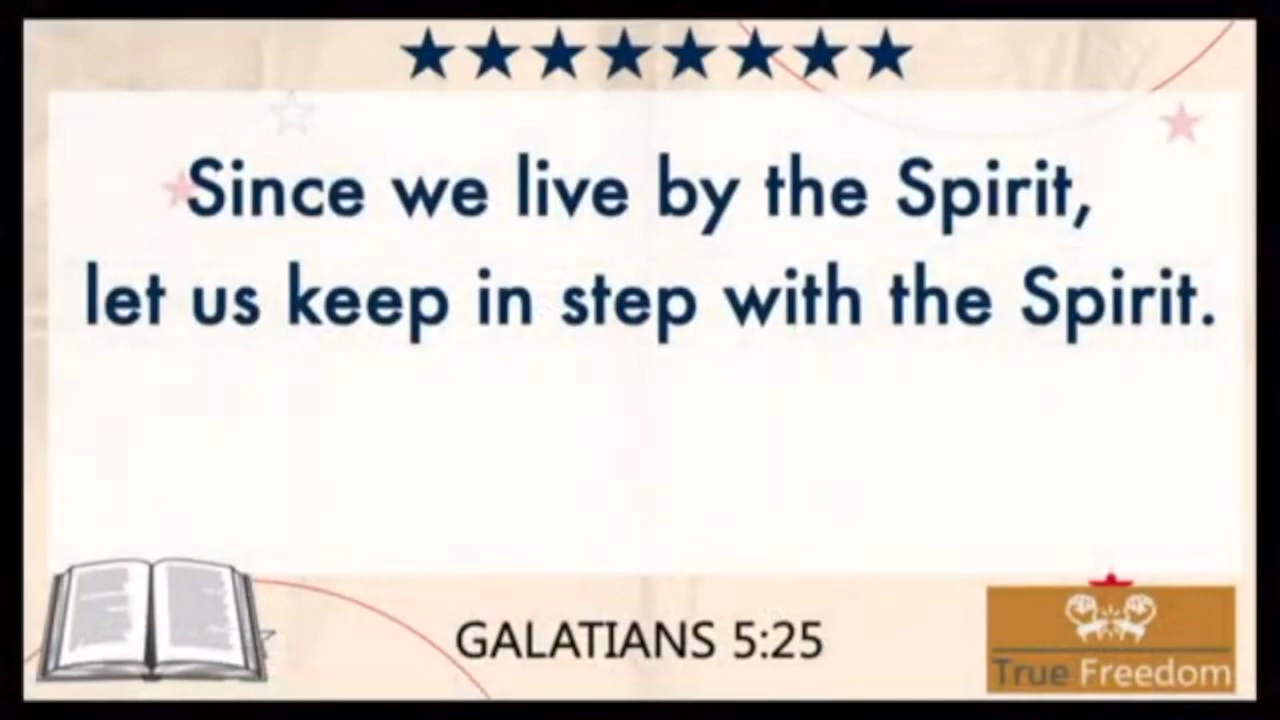 Since we live by the Spirit,
let us keep in step with the Spirit.
GALATIANS 5:25
True Freedom